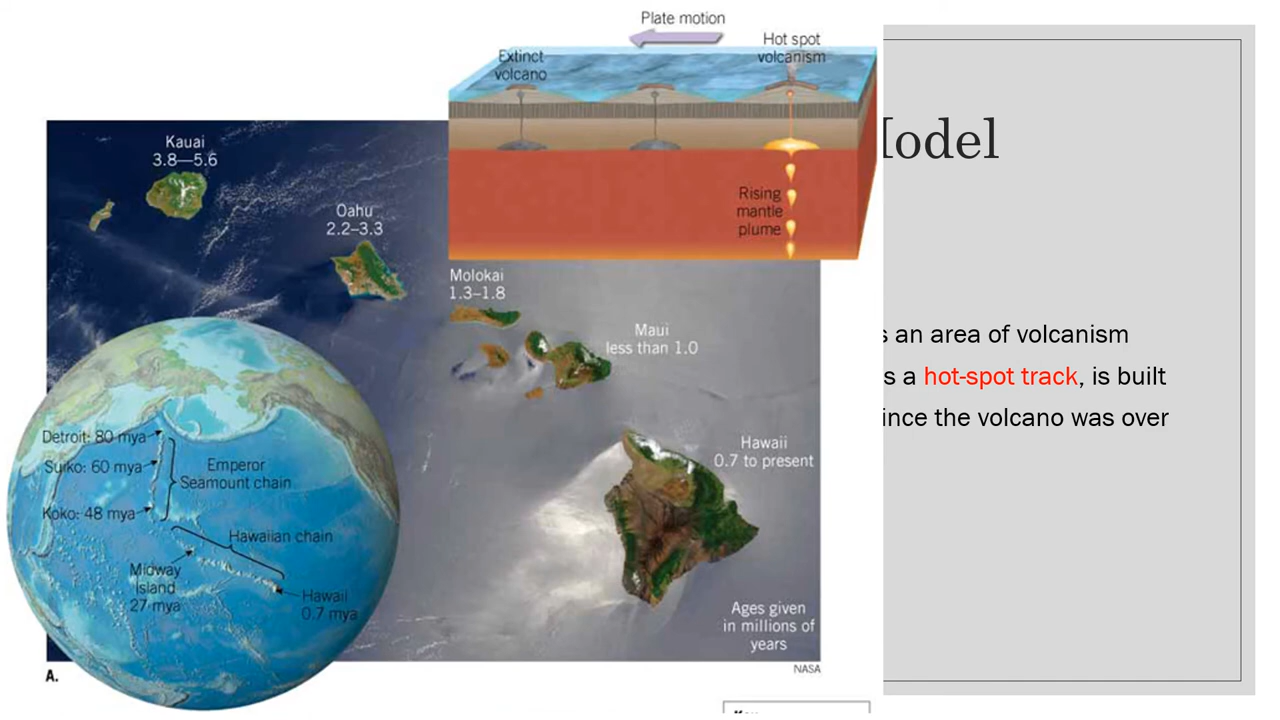 Plate motion
Extinct
volcano
Hot spot
volcanism
Rising
mantle
plume
Kauai
3.8—5.6
Oahu
2.2–3.3
Molokai
1.3–1.8
Maui
less than 1.0
Hawaii
0.7 to present
Ages given
in millions of
years
Detroit: 80 mya
Suiko: 60 mya
Koko: 48 mya
Emperor
Seamount chain
Hawaiian chain
Midway
Island
27 mya
Hawaii
0.7 mya
A.
NASA
odel
an area of volcanism
s a hot-spot track, is built
ince the volcano was over